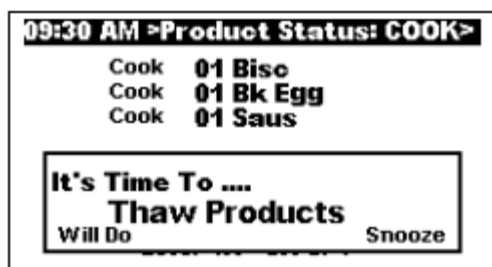 09:30 AM >Product Status: COOK>
Cook 01 Bisc
Cook 01 Bk Egg
Cook 01 Saus
It's Time To ....
Thaw Products
Will Do Snooze